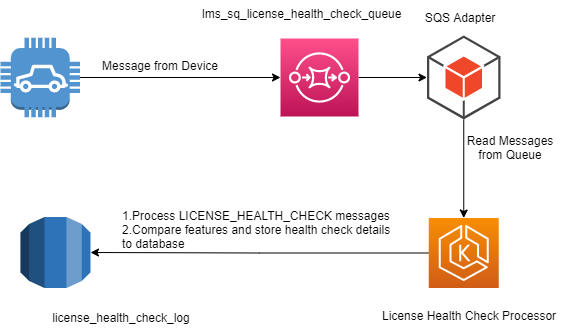 lms_sq_license_health_check_queue
SQS Adapter
Message from Device
Read Messages
from Queue
1.Process LICENSE_HEALTH_CHECK messages
2.Compare features and store health check details
to database
K
license_health_check_log
License Health Check Processor